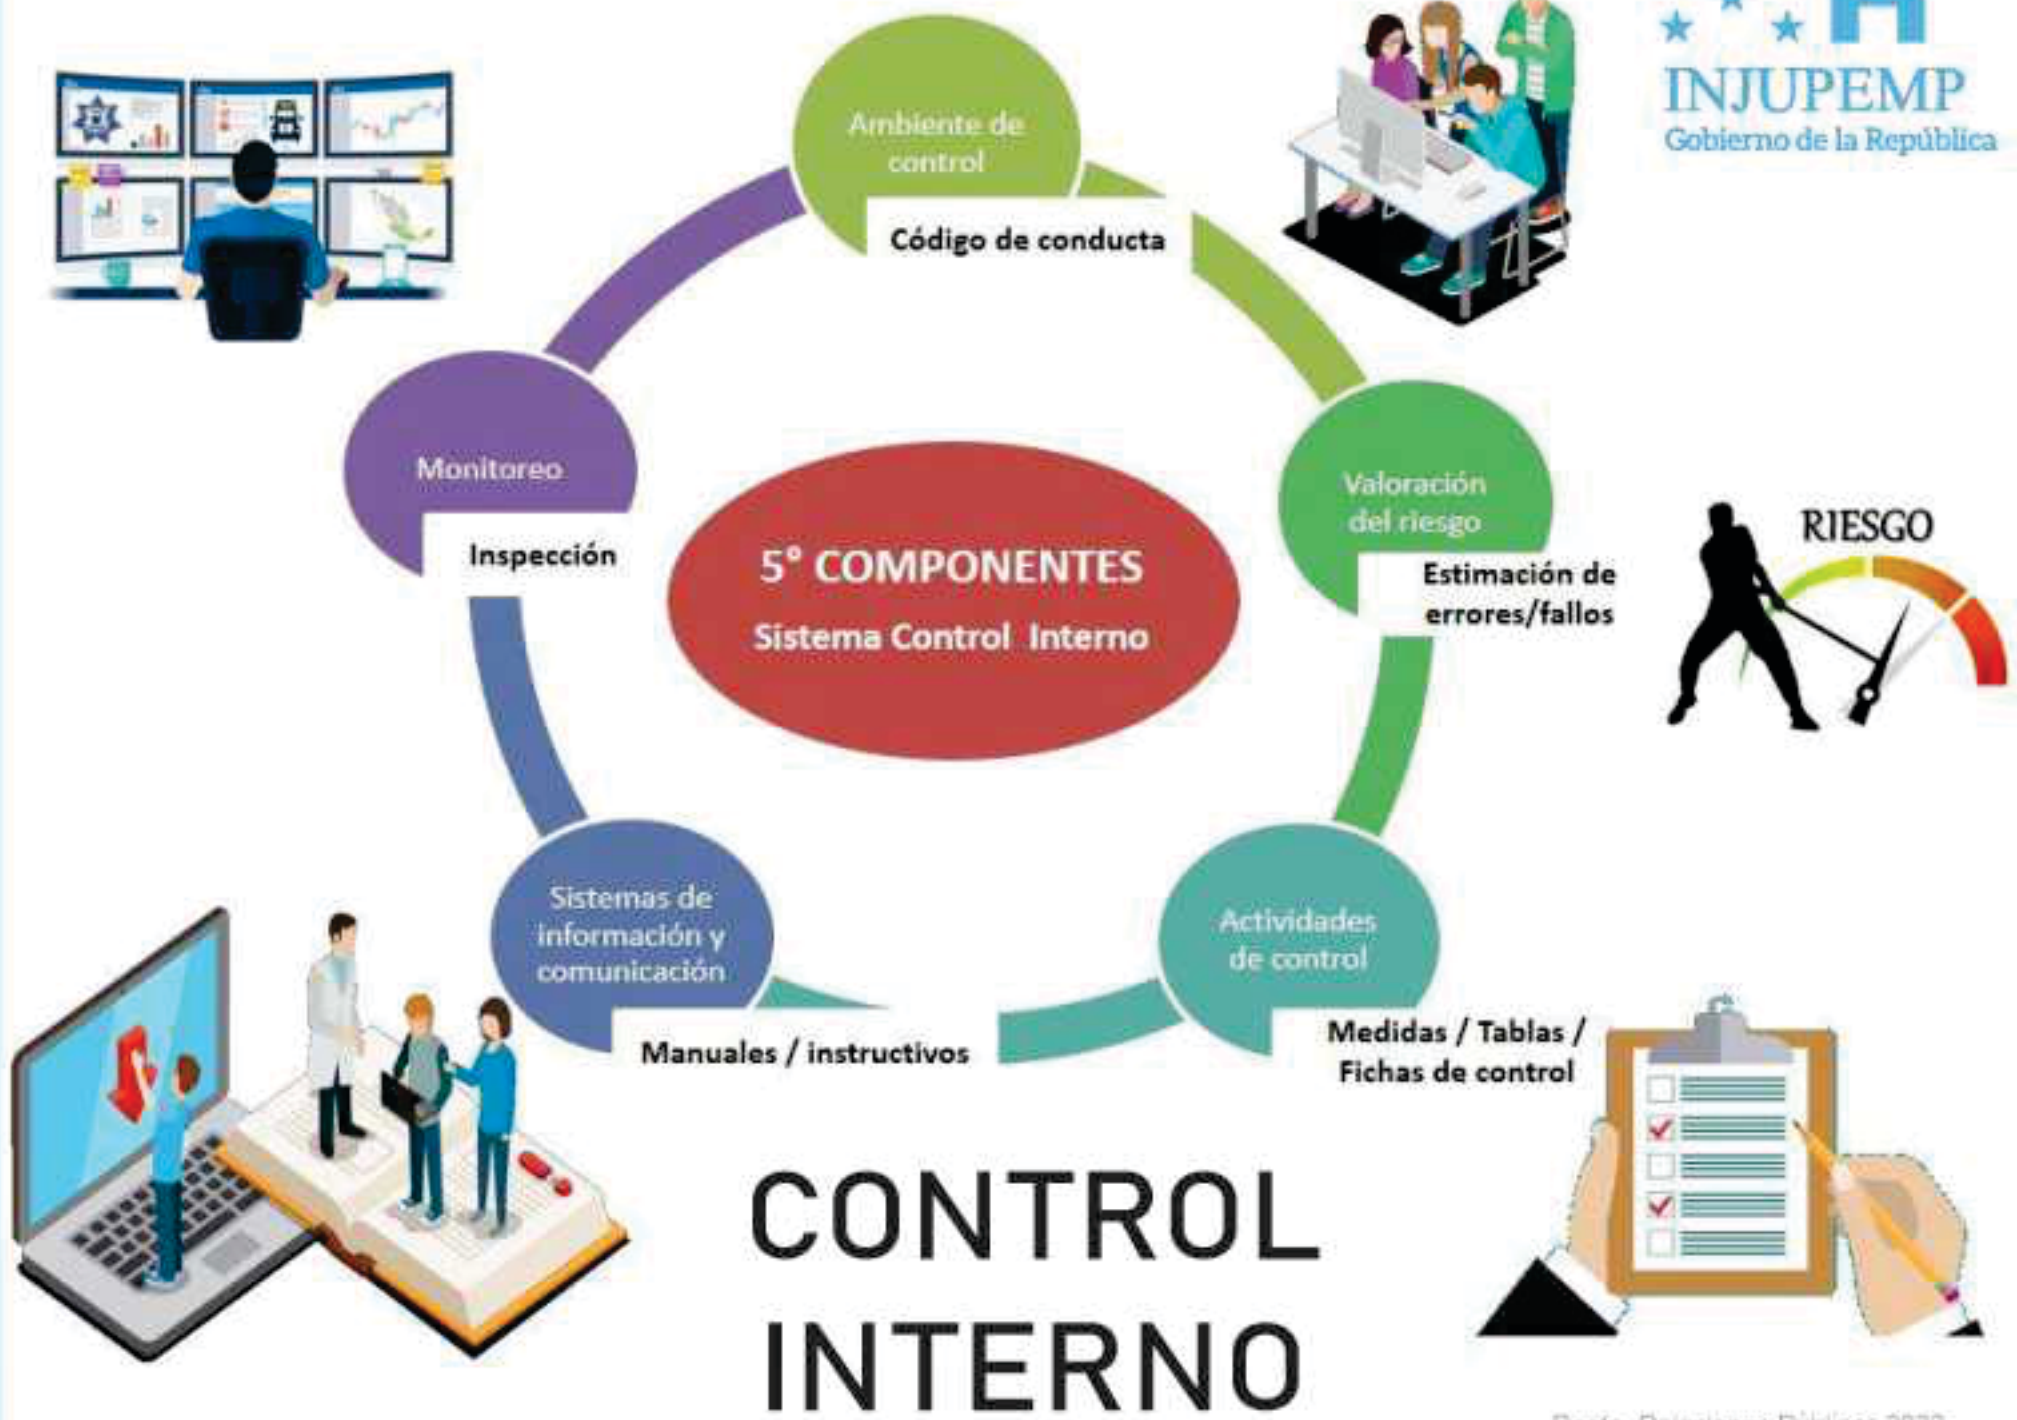 INJUPEMP
Gobierno de la República
Ambiente de
control
Código de conducta
Valoración
del riesgo
Estimación de
errores/fallos
RIESGO
Actividades
de control
Medidas / Tablas /
Fichas de control
Sistemas de
información y
comunicación
Manuales / instructivos
Monitoreo
Inspección
5° COMPONENTES
Sistema Control Interno
CONTROL
INTERNO